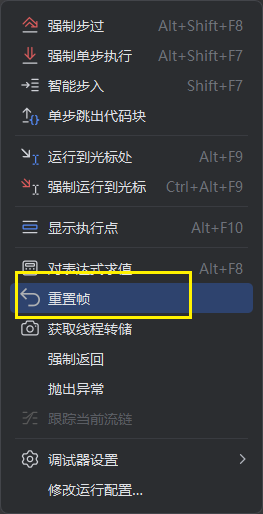 强制步过 Alt+Shift+F8
强制单步执行 Alt+Shift+F7
智能步入 Shift+F7
单步跳出代码块
运行到光标处 Alt+F9
强制运行到光标 Ctrl+Alt+F9
显示执行点 Alt+F10
对表达式求值 Alt+F8
重置帧
获取线程转储
强制返回
抛出异常
跟踪当前流链
调试器设置
修改运行配置...